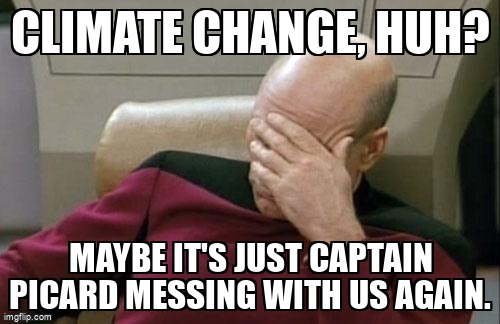 CLIMATE CHANGE, HUH?
MAYBE IT'S JUST CAPTAIN
PICARD MESSING WITH US AGAIN.
imgflip.com